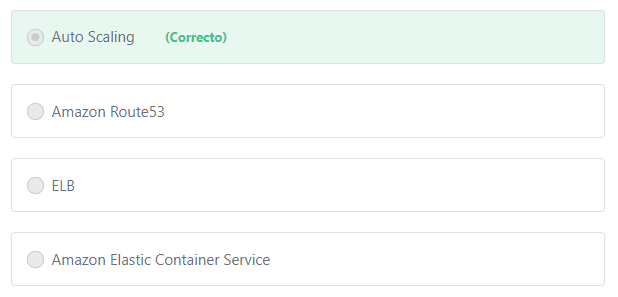 Auto Scaling (Correcto)
Amazon Route53
ELB
Amazon Elastic Container Service